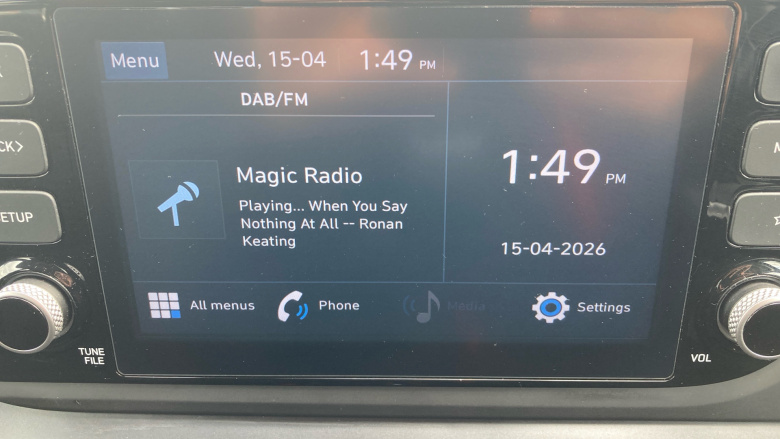 Menu
Wed, 15-04
1:49 PM
DAB/FM
Magic Radio
Playing... When You Say
Nothing At All -- Ronan
Keating
1:49 PM
15-04-2026
All menus
Phone
Media
Settings
CK>
ETUP
TUNE
FILE
VOL